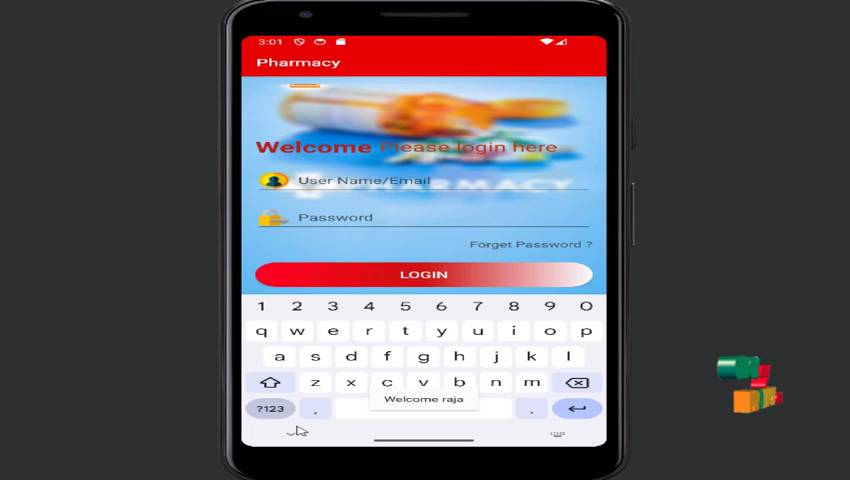 3:01
Pharmacy
Welcome Please login here
User Name/Email
PHARMACY
Password
Forget Password ?
LOGIN
1 2 3 4 5 6 7 8 9 0
q w e r t y u i o p
a s d f g h j k l
z x c v b n m
Welcome raja
?123 , .